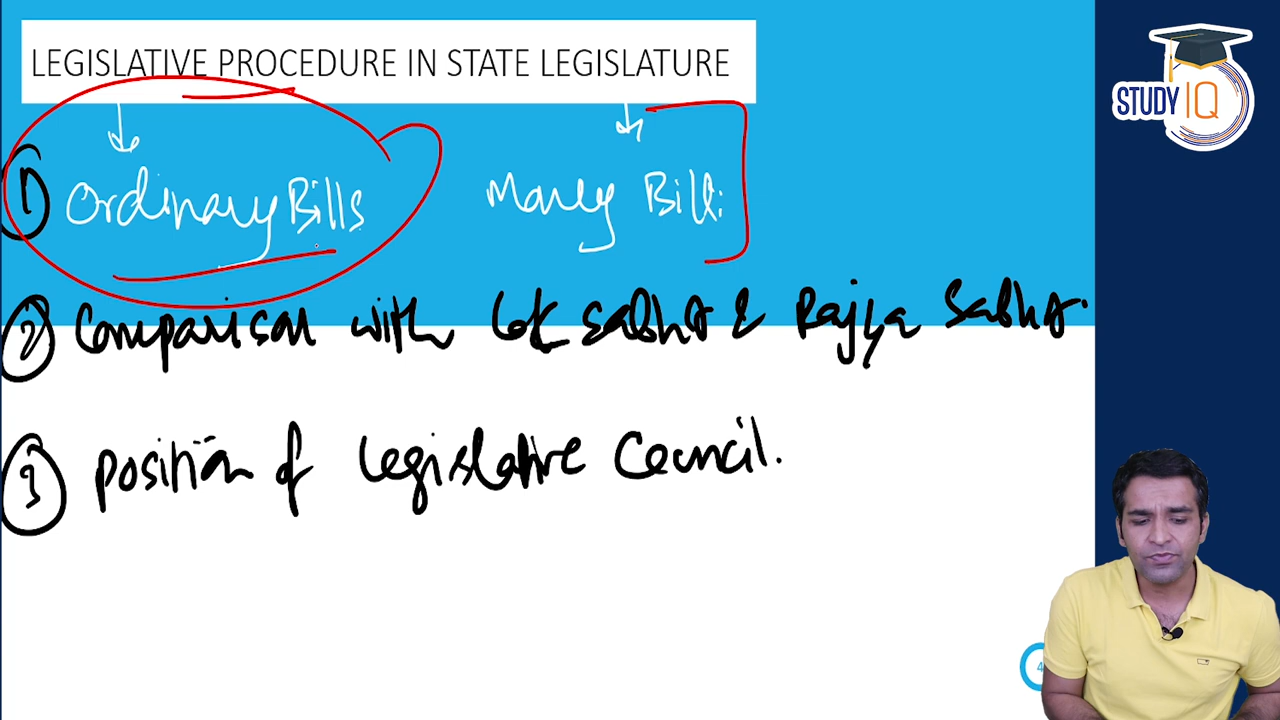 LEGISLATIVE PROCEDURE IN STATE LEGISLATURE
STUDY IQ
① Ordinary Bills Money Bill:
② Comparison with Lok Sabha & Rajya Sabha.
③ Position of Legislative Council.
4